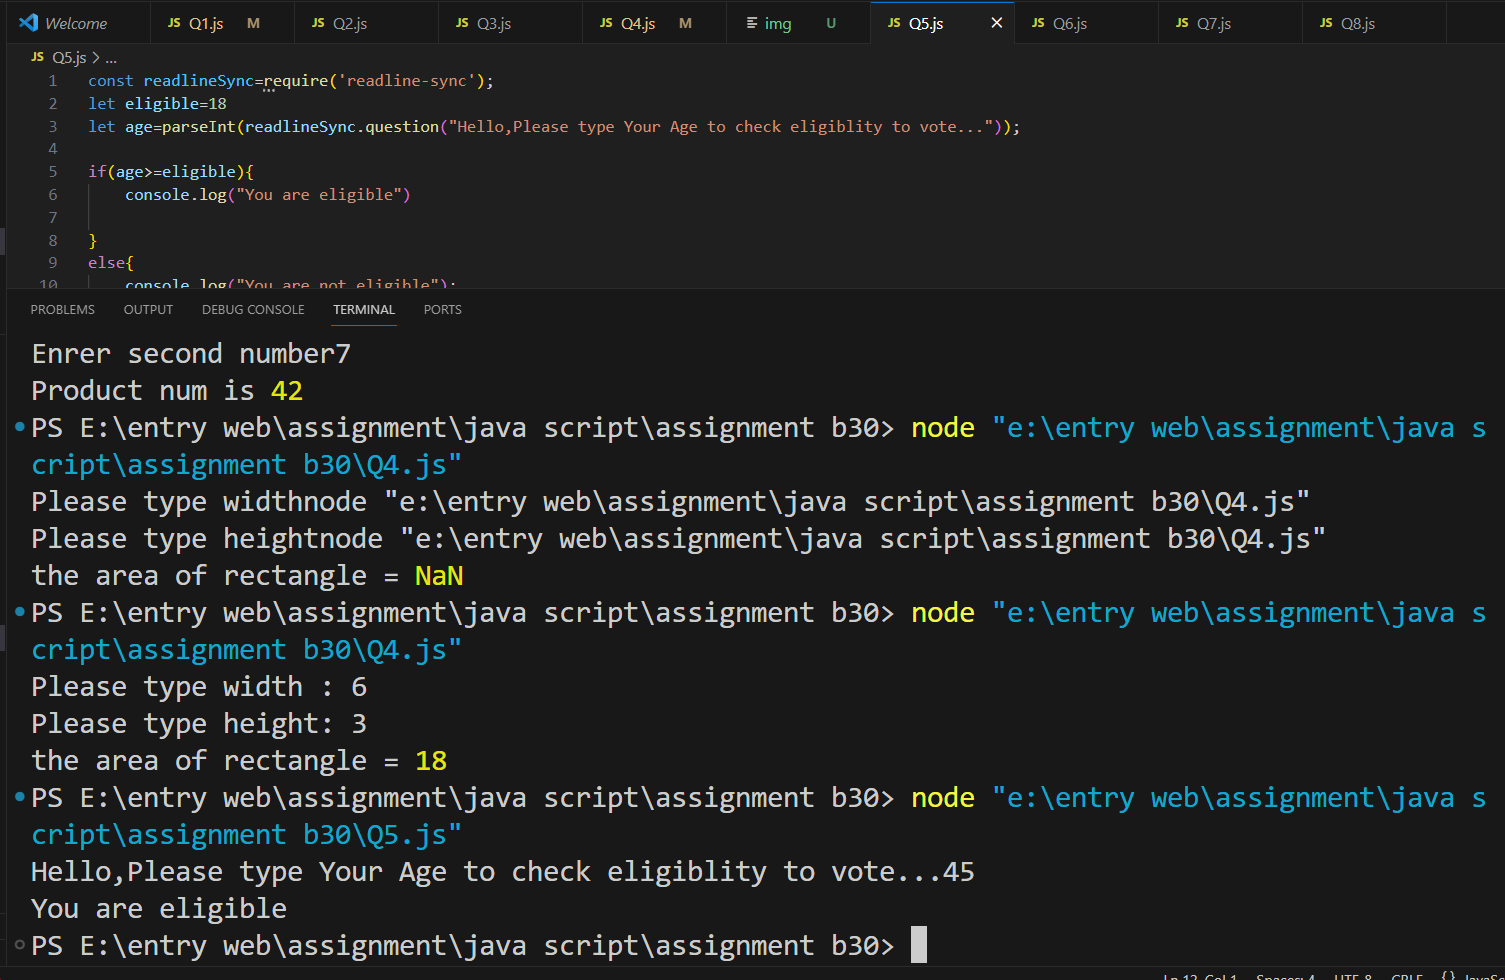 Welcome JS Q1.js M JS Q2.js JS Q3.js JS Q4.js M img U JS Q5.js × JS Q6.js JS Q7.js JS Q8.js
JS Q5.js > ...
1 const readlineSync=require('readline-sync');
2 let eligible=18
3 let age=parseInt(readlineSync.question("Hello,Please type Your Age to check eligiblity to vote..."));
4
5 if(age>=eligible){
6 console.log("You are eligible")
7
8 }
9 else{
10 console.log("You are not eligible");
PROBLEMS OUTPUT DEBUG CONSOLE TERMINAL PORTS
Enrer second number7
Product num is 42
PS E:\entry web\assignment\java script\assignment b30> node "e:\entry web\assignment\java s
cript\assignment b30\Q4.js"
Please type widthnode "e:\entry web\assignment\java script\assignment b30\Q4.js"
Please type heightnode "e:\entry web\assignment\java script\assignment b30\Q4.js"
the area of rectangle = NaN
PS E:\entry web\assignment\java script\assignment b30> node "e:\entry web\assignment\java s
cript\assignment b30\Q4.js"
Please type width : 6
Please type height: 3
the area of rectangle = 18
PS E:\entry web\assignment\java script\assignment b30> node "e:\entry web\assignment\java s
cript\assignment b30\Q5.js"
Hello,Please type Your Age to check eligiblity to vote...45
You are eligible
PS E:\entry web\assignment\java script\assignment b30>
Ln 12, Col 1 Spaces: 4 UTF-8 CRLF {} JavaSc